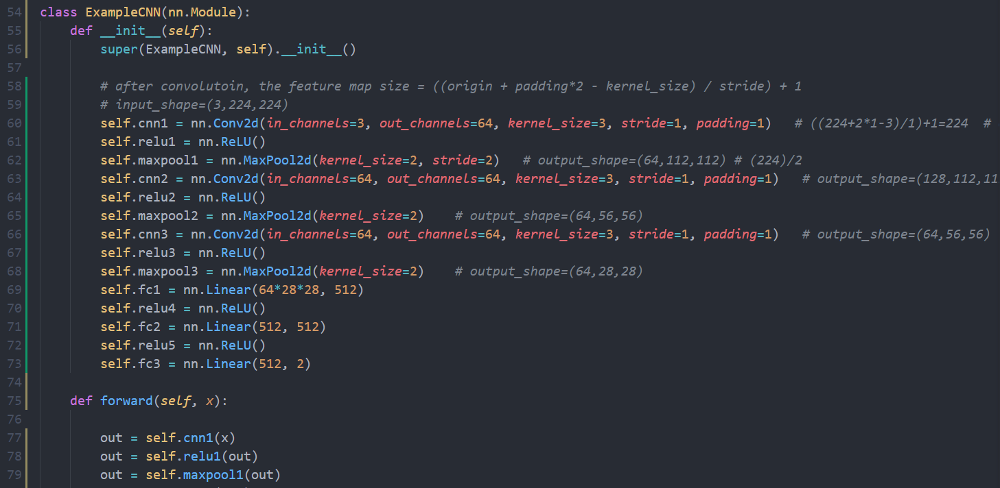 54 class ExampleCNN(nn.Module):
55 def __init__(self):
56 super(ExampleCNN, self).__init__()
57
58 # after convolutoin, the feature map size = ((origin + padding*2 - kernel_size) / stride) + 1
59 # input_shape=(3,224,224)
60 self.cnn1 = nn.Conv2d(in_channels=3, out_channels=64, kernel_size=3, stride=1, padding=1) # ((224+2*1-3)/1)+1=224 #
61 self.relu1 = nn.ReLU()
62 self.maxpool1 = nn.MaxPool2d(kernel_size=2, stride=2) # output_shape=(64,112,112) # (224)/2
63 self.cnn2 = nn.Conv2d(in_channels=64, out_channels=64, kernel_size=3, stride=1, padding=1) # output_shape=(128,112,11
64 self.relu2 = nn.ReLU()
65 self.maxpool2 = nn.MaxPool2d(kernel_size=2) # output_shape=(64,56,56)
66 self.cnn3 = nn.Conv2d(in_channels=64, out_channels=64, kernel_size=3, stride=1, padding=1) # output_shape=(64,56,56)
67 self.relu3 = nn.ReLU()
68 self.maxpool3 = nn.MaxPool2d(kernel_size=2) # output_shape=(64,28,28)
69 self.fc1 = nn.Linear(64*28*28, 512)
70 self.relu4 = nn.ReLU()
71 self.fc2 = nn.Linear(512, 512)
72 self.relu5 = nn.ReLU()
73 self.fc3 = nn.Linear(512, 2)
74
75 def forward(self, x):
76
77 out = self.cnn1(x)
78 out = self.relu1(out)
79 out = self.maxpool1(out)